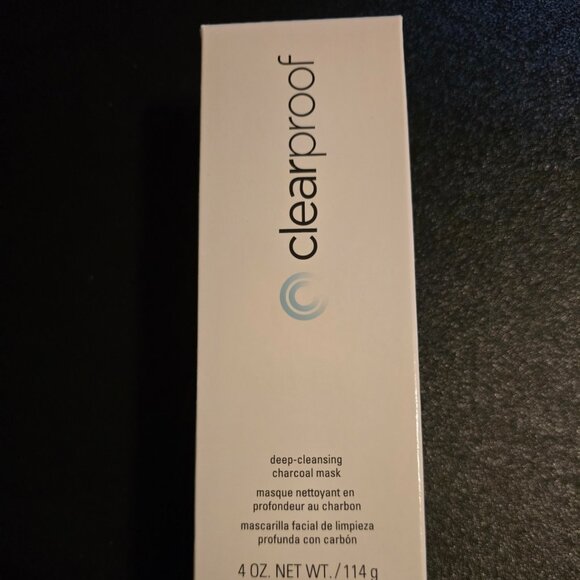 clearproof
deep-cleansing
charcoal mask
masque nettoyant en
profondeur au charbon
mascarilla facial de limpieza
profunda con carbón
4 OZ. NET WT./114 g